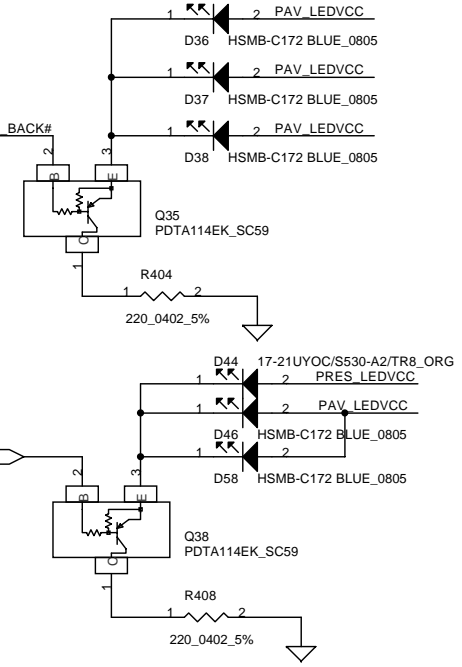 1 2 PAV_LEDVCC
D36 HSMB-C172 BLUE_0805
1 2 PAV_LEDVCC
D37 HSMB-C172 BLUE_0805
_BACK#
1 2 PAV_LEDVCC
D38 HSMB-C172 BLUE_0805
2 3
B E
Q35
PDTA114EK_SC59
C
1
R404
1 2
220_0402_5%
D44 17-21UYOC/S530-A2/TR8_ORG
1 2 PRES_LEDVCC
1 2 PAV_LEDVCC
D46 HSMB-C172 BLUE_0805
1 2
D58 HSMB-C172 BLUE_0805
2 3
B E
Q38
PDTA114EK_SC59
C
1
R408
1 2
220_0402_5%